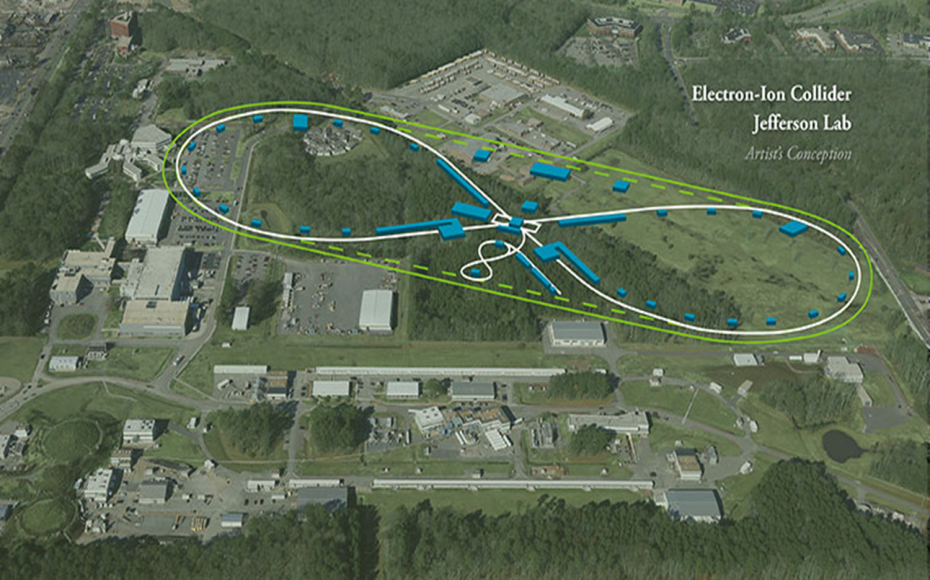 Electron-Ion Collider
Jefferson Lab
Artist's Conception